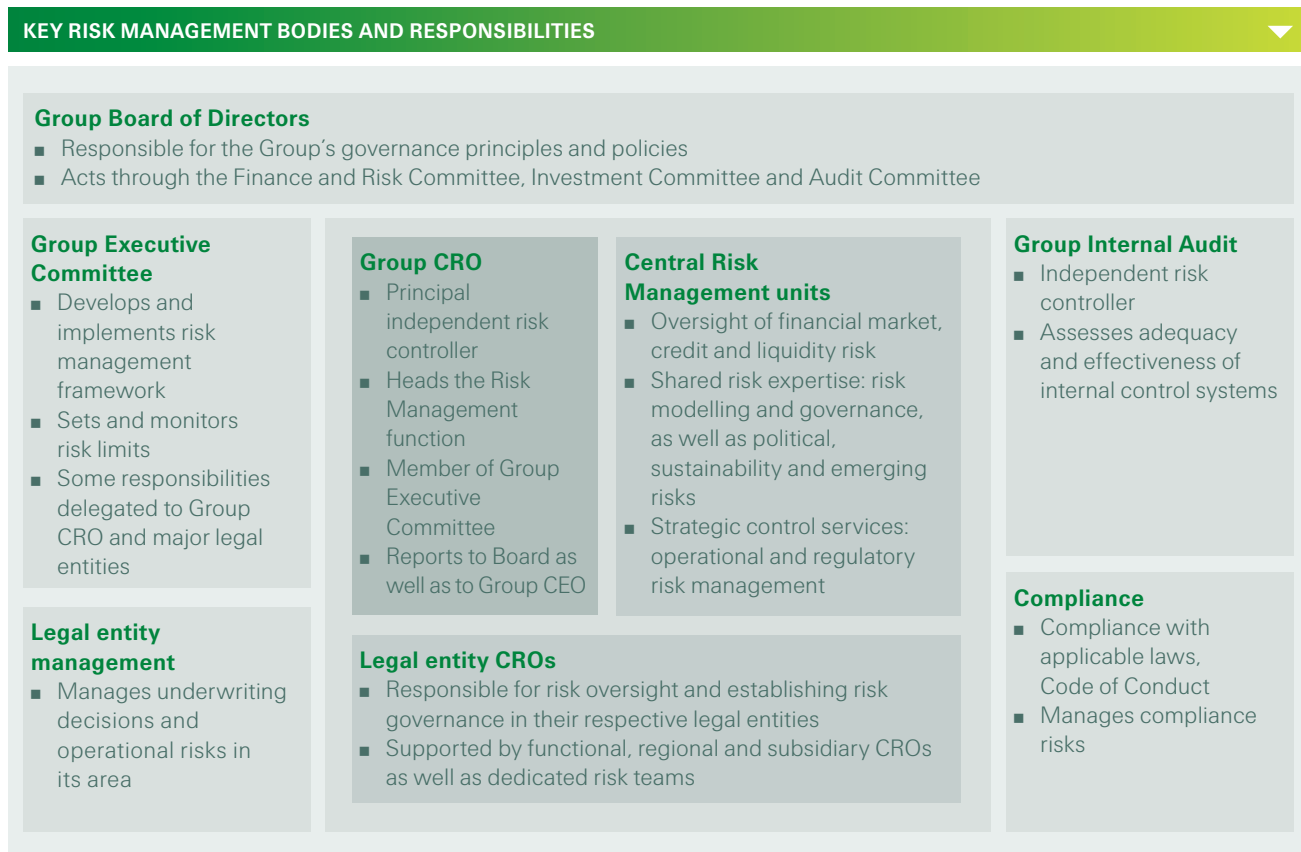 KEY RISK MANAGEMENT BODIES AND RESPONSIBILITIES
Group Board of Directors
■ Responsible for the Group’s governance principles and policies
■ Acts through the Finance and Risk Committee, Investment Committee and Audit Committee
Group Executive
Committee
■ Develops and
implements risk
management
framework
■ Sets and monitors
risk limits
■ Some responsibilities
delegated to Group
CRO and major legal
entities
Legal entity
management
■ Manages underwriting
decisions and
operational risks in
its area
Group CRO
■ Principal
independent risk
controller
■ Heads the Risk
Management
function
■ Member of Group
Executive
Committee
■ Reports to Board as
well as to Group CEO
Central Risk
Management units
■ Oversight of financial market,
credit and liquidity risk
■ Shared risk expertise: risk
modelling and governance,
as well as political,
sustainability and emerging
risks
■ Strategic control services:
operational and regulatory
risk management
Legal entity CROs
■ Responsible for risk oversight and establishing risk
governance in their respective legal entities
■ Supported by functional, regional and subsidiary CROs
as well as dedicated risk teams
Group Internal Audit
■ Independent risk
controller
■ Assesses adequacy
and effectiveness of
internal control systems
Compliance
■ Compliance with
applicable laws,
Code of Conduct
■ Manages compliance
risks